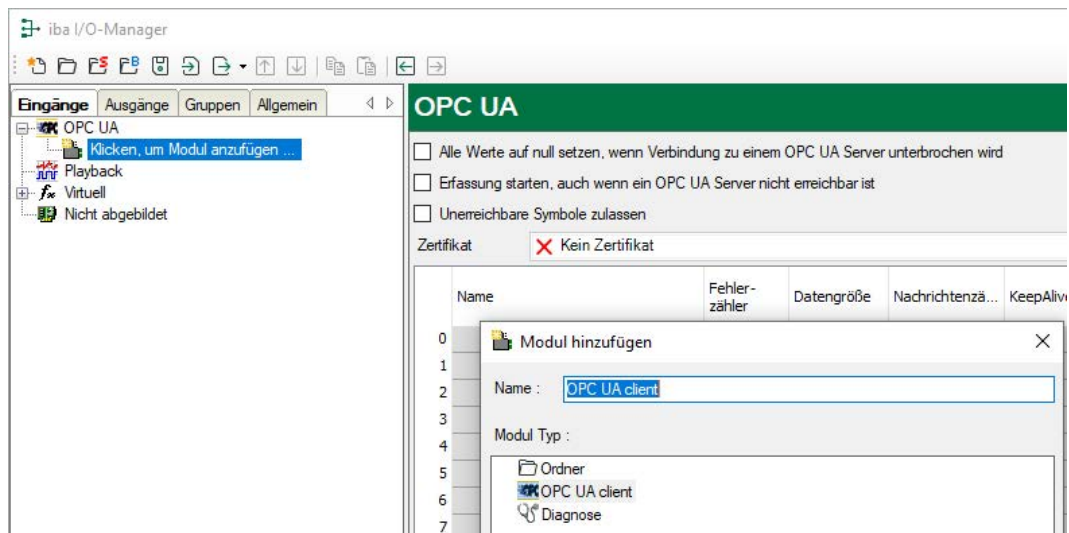 iba I/O-Manager
Eingänge Ausgänge Gruppen Allgemein
OPC UA
Klicken, um Modul anzufügen ...
Playback
Virtuell
Nicht abgebildet
OPC UA
Alle Werte auf null setzen, wenn Verbindung zu einem OPC UA Server unterbrochen wird
Erfassung starten, auch wenn ein OPC UA Server nicht erreichbar ist
Unerreichbare Symbole zulassen
Zertifikat Kein Zertifikat
Name Fehler-
zähler Datengröße Nachrichtenzä... KeepAliv
0
1
2
3
4
5
6
7
Modul hinzufügen
Name : OPC UA client
Modul Typ :
Ordner
OPC UA client
Diagnose